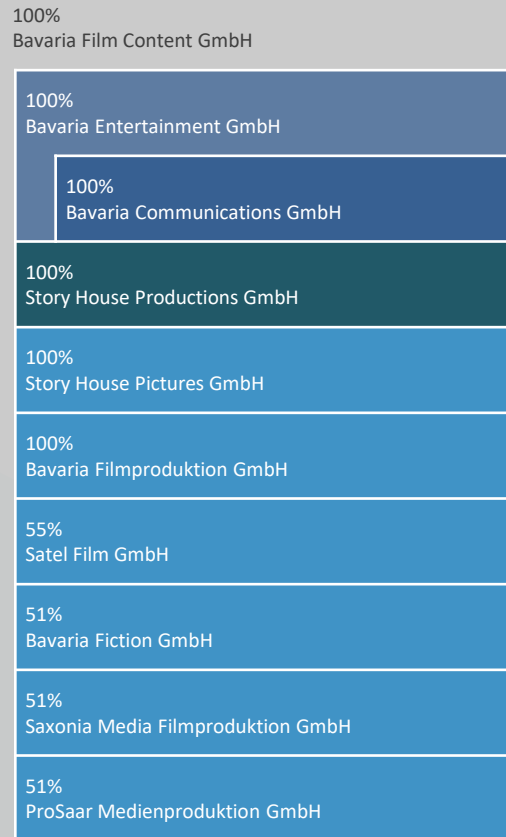 100%
Bavaria Film Content GmbH
100%
Bavaria Entertainment GmbH
100%
Bavaria Communications GmbH
100%
Story House Productions GmbH
100%
Story House Pictures GmbH
100%
Bavaria Filmproduktion GmbH
55%
Satel Film GmbH
51%
Bavaria Fiction GmbH
51%
Saxonia Media Filmproduktion GmbH
51%
ProSaar Medienproduktion GmbH